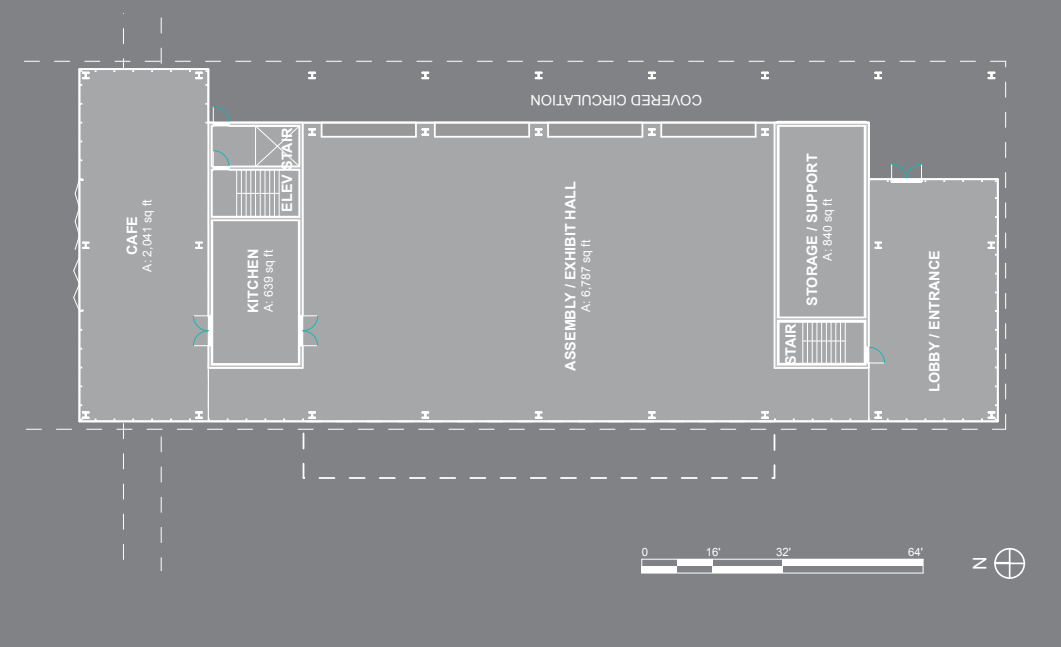 COVERED CIRCULATION
CAFE
A: 2,041 sq ft
ELEV
STAIR
KITCHEN
A: 639 sq ft
ASSEMBLY / EXHIBIT HALL
A: 6,787 sq ft
STORAGE / SUPPORT
A: 840 sq ft
STAIR
LOBBY / ENTRANCE
0 16' 32' 64'
N